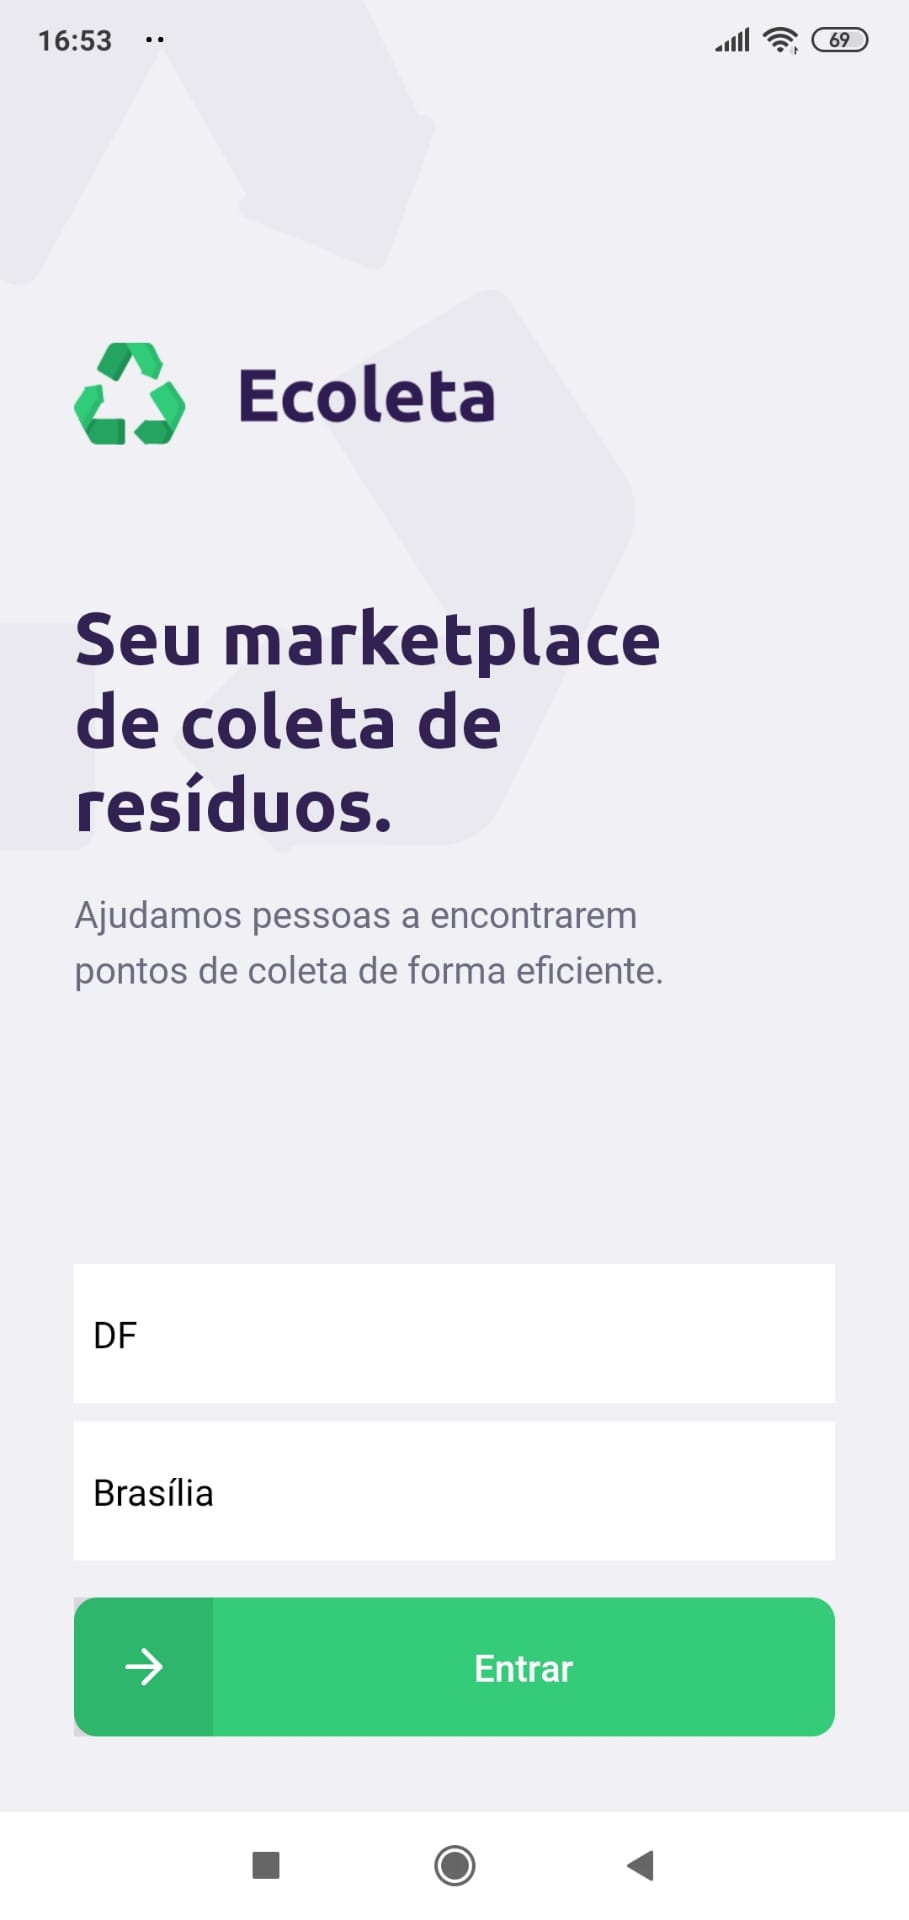 16:53
69
Ecoleta
Seu marketplace
de coleta de
resíduos.
Ajudamos pessoas a encontrarem
pontos de coleta de forma eficiente.
DF
Brasília
Entrar